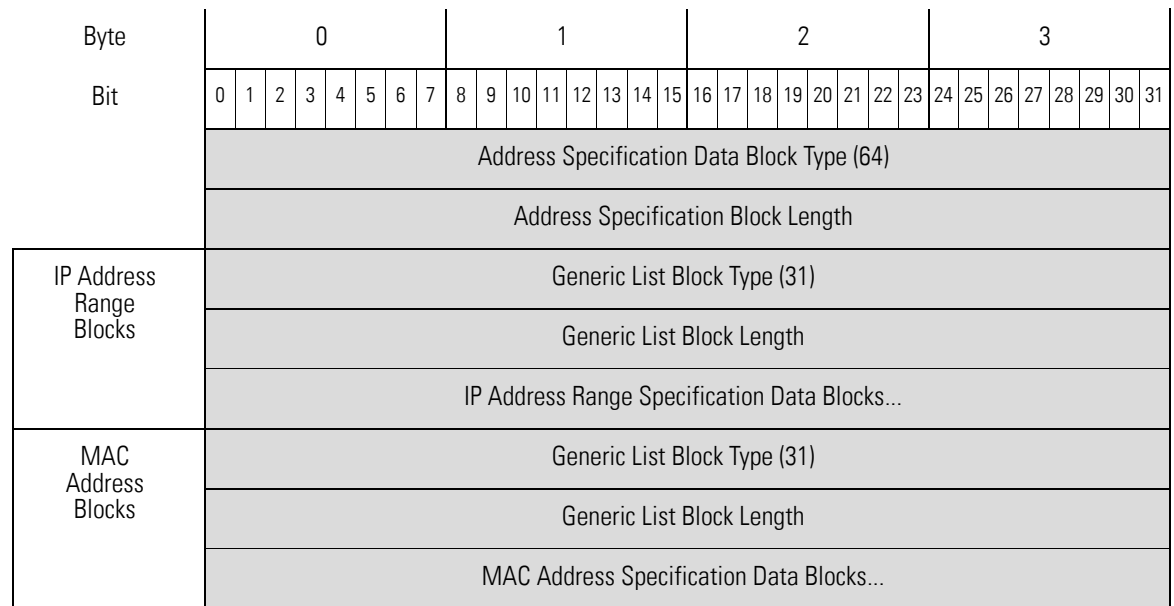 Byte 0 1 2 3
Bit 0 1 2 3 4 5 6 7 8 9 10 11 12 13 14 15 16 17 18 19 20 21 22 23 24 25 26 27 28 29 30 31
Address Specification Data Block Type (64)
Address Specification Block Length
IP Address
Range
Blocks
Generic List Block Type (31)
Generic List Block Length
IP Address Range Specification Data Blocks...
MAC
Address
Blocks
Generic List Block Type (31)
Generic List Block Length
MAC Address Specification Data Blocks...